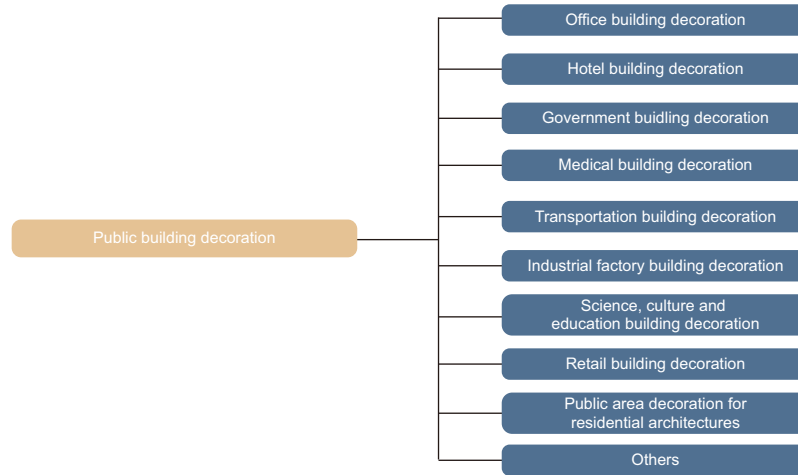 Office building decoration
Hotel building decoration
Government buidling decoration
Medical building decoration
Transportation building decoration
Public building decoration
Industrial factory building decoration
Science, culture and
education building decoration
Retail building decoration
Public area decoration for
residential architectures
Others